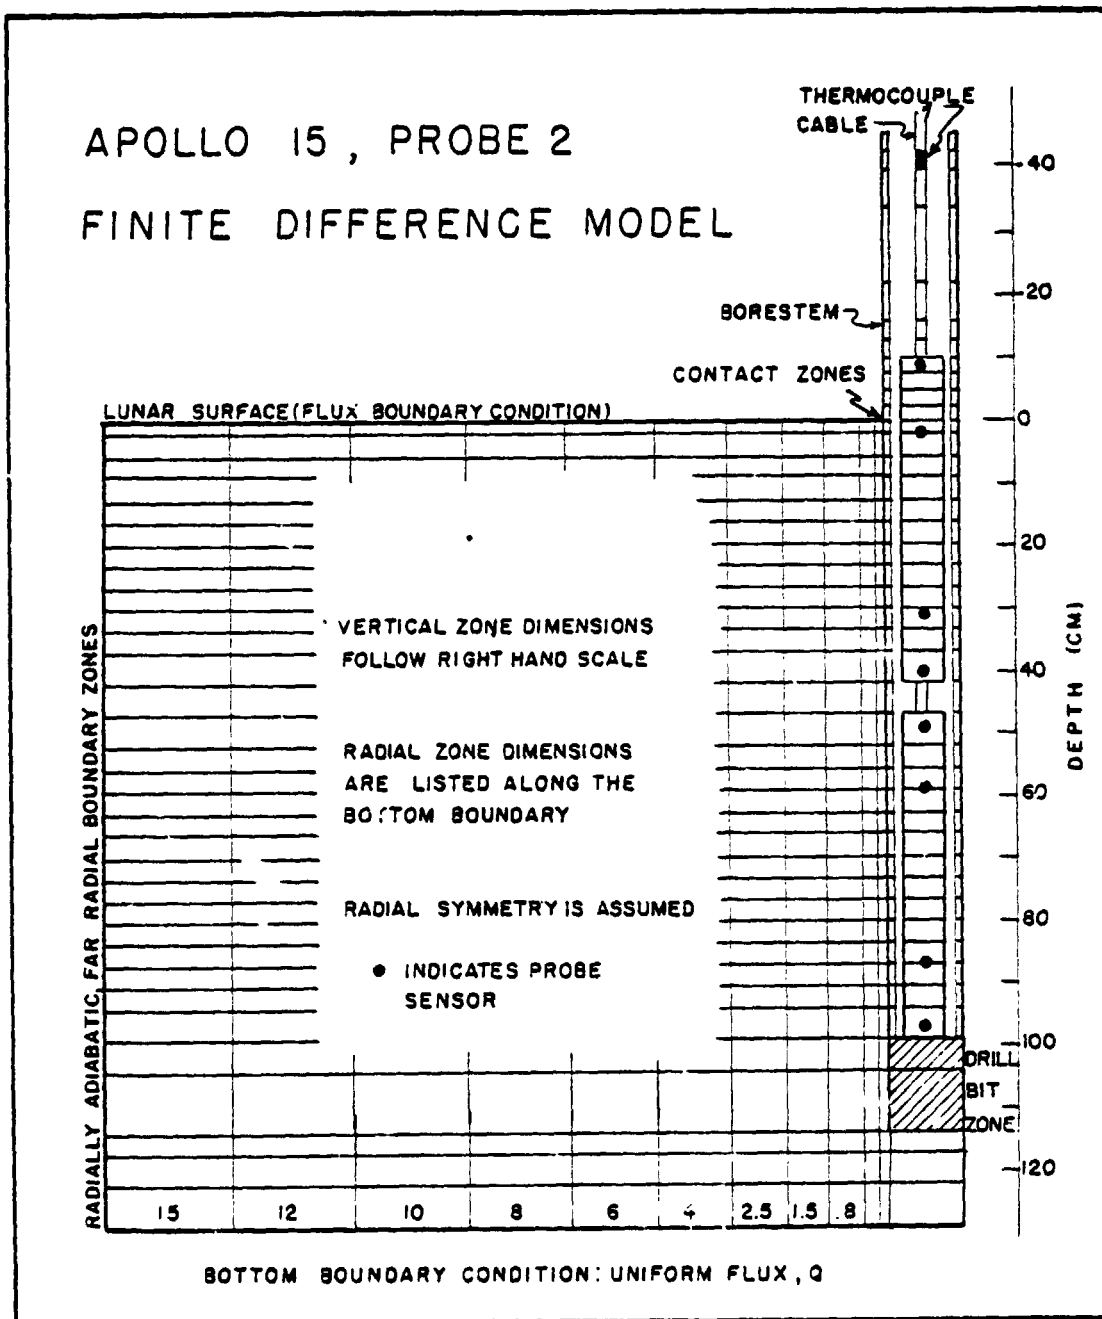 APOLLO 15, PROBE 2
FINITE DIFFERENCE MODEL
THERMOCOUPLE
CABLE
BORESTEM
CONTACT ZONES
LUNAR SURFACE (FLUX BOUNDARY CONDITION)
40
20
0
20
40
60
80
100
120
DEPTH (CM)
RADIALLY ADIABATIC, FAR RADIAL BOUNDARY ZONES
VERTICAL ZONE DIMENSIONS
FOLLOW RIGHT HAND SCALE
RADIAL ZONE DIMENSIONS
ARE LISTED ALONG THE
BOTTOM BOUNDARY
RADIAL SYMMETRY IS ASSUMED
● INDICATES PROBE
SENSOR
DRILL
BIT
ZONE
15 12 10 8 6 4 2.5 1.5 .8
BOTTOM BOUNDARY CONDITION: UNIFORM FLUX, Q